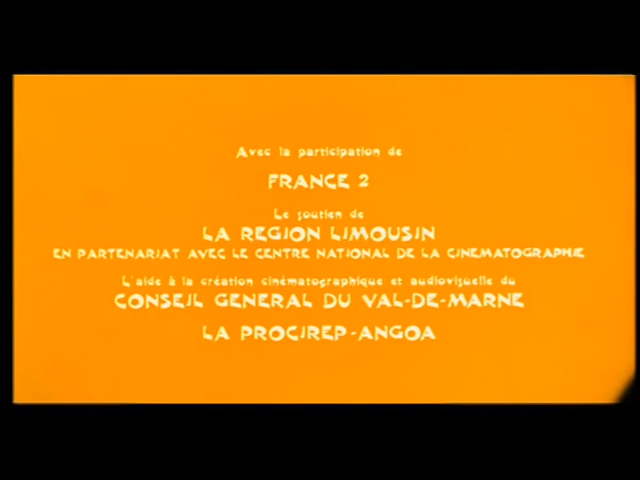 Avec la participation de
FRANCE 2
Le soutien de
LA REGION LIMOUSIN
EN PARTENARIAT AVEC LE CENTRE NATIONAL DE LA CINEMATOGRAPHIE
L'aide à la création cinématographique et audiovisuelle du
CONSEIL GENERAL DU VAL-DE-MARNE
LA PROCIREP-ANGOA